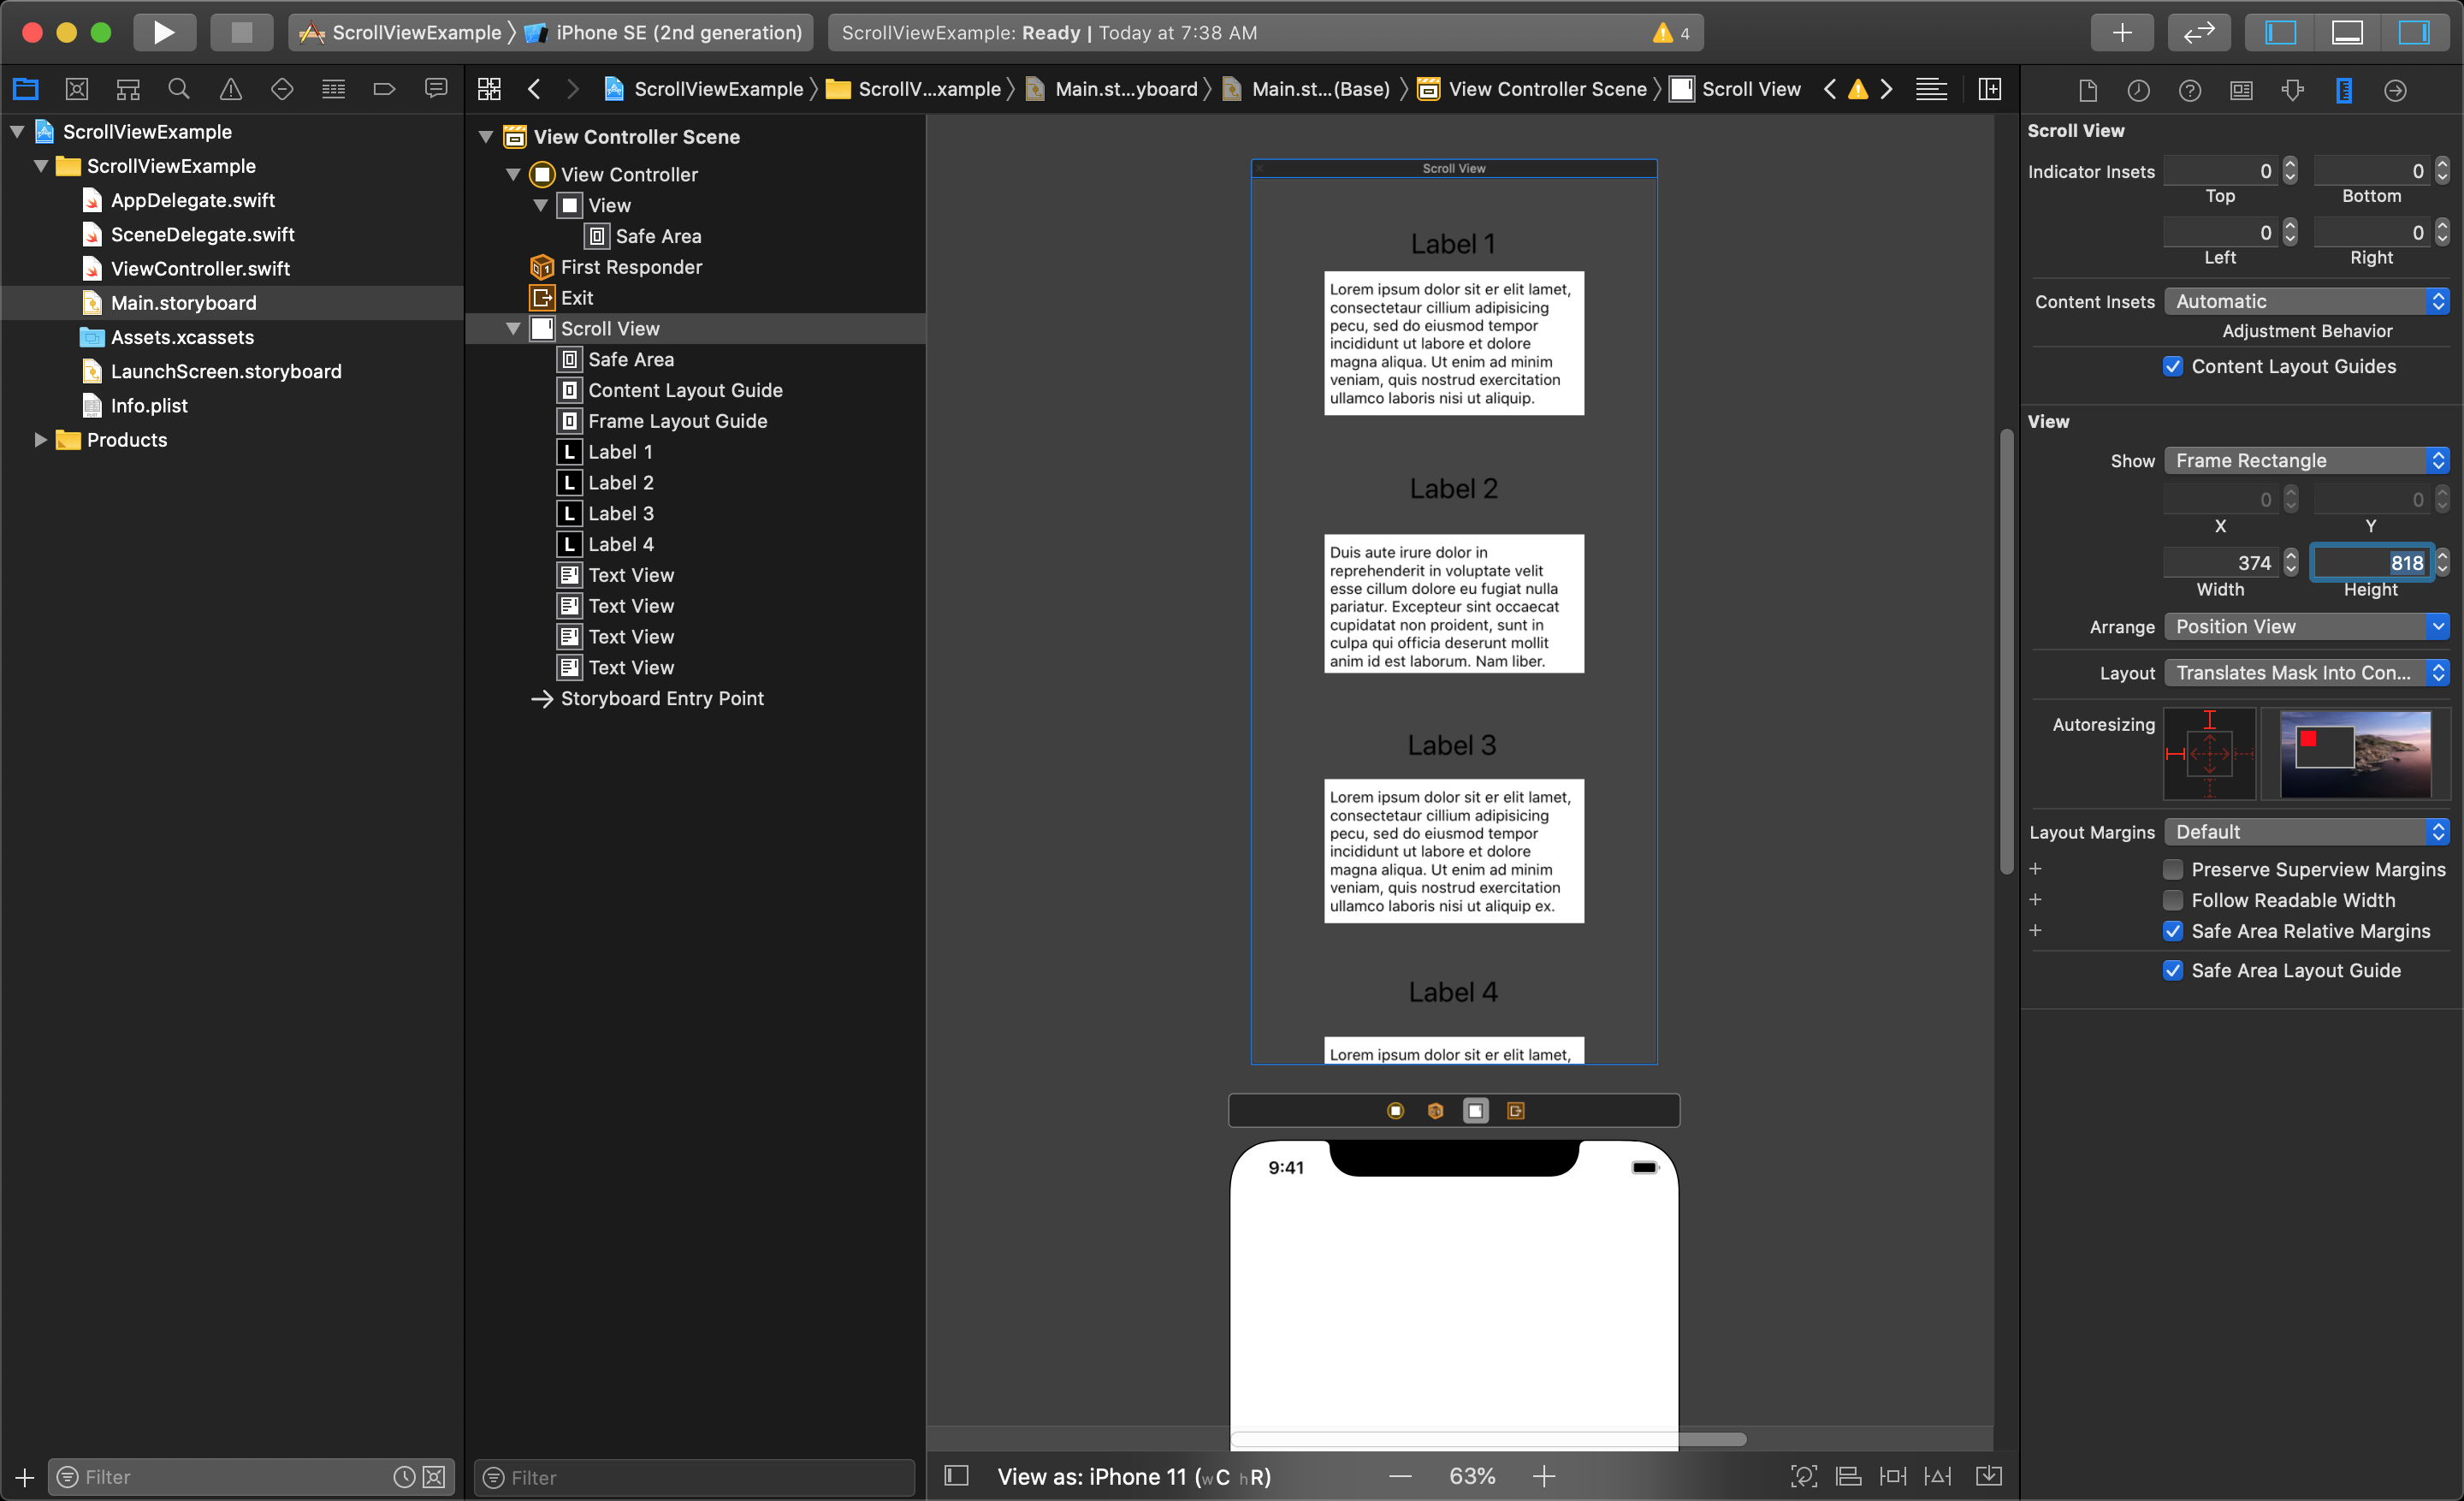 ScrollViewExample
iPhone SE (2nd generation)
ScrollViewExample: Ready | Today at 7:38 AM
4
ScrollViewExample
ScrollV...xample
Main.st...yboard
Main.st...(Base)
View Controller Scene
Scroll View
ScrollViewExample
ScrollViewExample
AppDelegate.swift
SceneDelegate.swift
ViewController.swift
Main.storyboard
Assets.xcassets
LaunchScreen.storyboard
Info.plist
Products
Filter
View Controller Scene
View Controller
View
Safe Area
First Responder
Exit
Scroll View
Safe Area
Content Layout Guide
Frame Layout Guide
L Label 1
L Label 2
L Label 3
L Label 4
Text View
Text View
Text View
Text View
Storyboard Entry Point
Filter
Scroll View
Label 1
Lorem ipsum dolor sit er elit lamet,
consectetaur cillium adipisicing
pecu, sed do eiusmod tempor
incididunt ut labore et dolore
magna aliqua. Ut enim ad minim
veniam, quis nostrud exercitation
ullamco laboris nisi ut aliquip.
Label 2
Duis aute irure dolor in
reprehenderit in voluptate velit
esse cillum dolore eu fugiat nulla
pariatur. Excepteur sint occaecat
cupidatat non proident, sunt in
culpa qui officia deserunt mollit
anim id est laborum. Nam liber.
Label 3
Lorem ipsum dolor sit er elit lamet,
consectetaur cillium adipisicing
pecu, sed do eiusmod tempor
incididunt ut labore et dolore
magna aliqua. Ut enim ad minim
veniam, quis nostrud exercitation
ullamco laboris nisi ut aliquip ex.
Label 4
Lorem ipsum dolor sit er elit lamet,
9:41
View as: iPhone 11 (wC hR)
63%
Scroll View
Indicator Insets 0 0
Top Bottom
0 0
Left Right
Content Insets Automatic
Adjustment Behavior
Content Layout Guides
View
Show Frame Rectangle
0 0
X Y
374 818
Width Height
Arrange Position View
Layout Translates Mask Into Con...
Autoresizing
Layout Margins Default
Preserve Superview Margins
Follow Readable Width
Safe Area Relative Margins
Safe Area Layout Guide